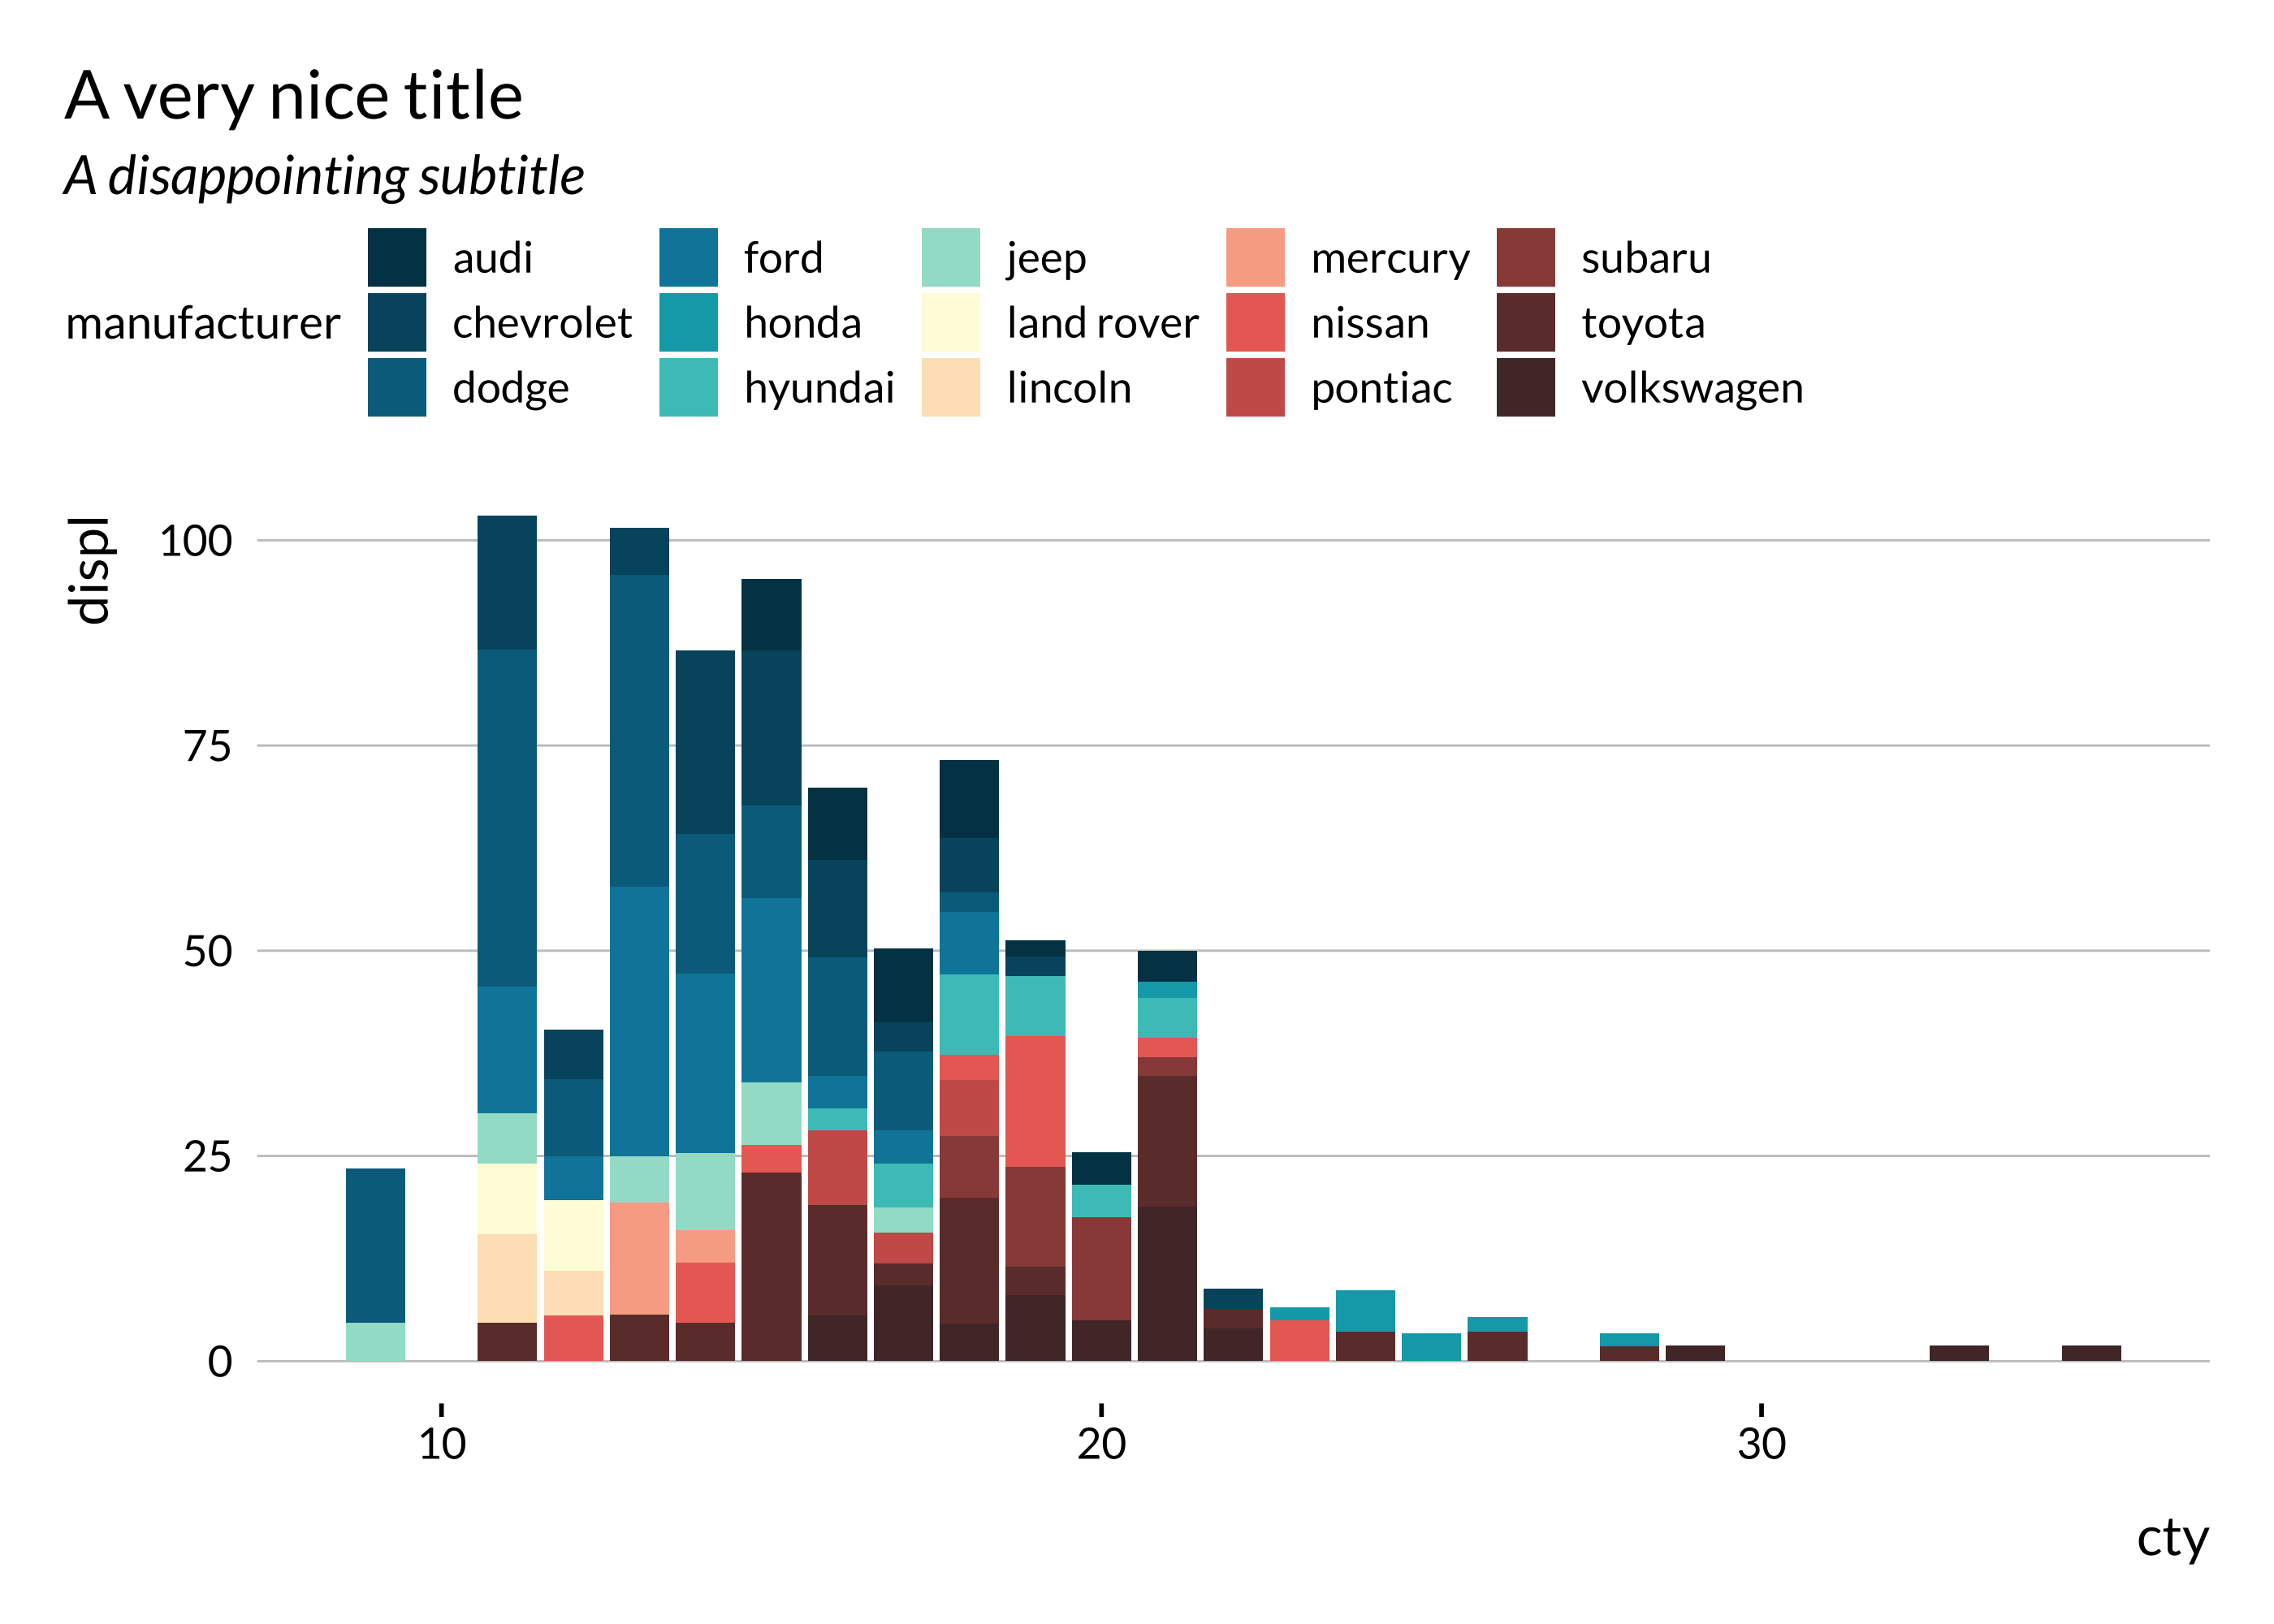 A very nice title
A disappointing subtitle
audi ford jeep mercury subaru
manufacturer chevrolet honda land rover nissan toyota
dodge hyundai lincoln pontiac volkswagen
displ
100
75
50
25
0
10 20 30
cty